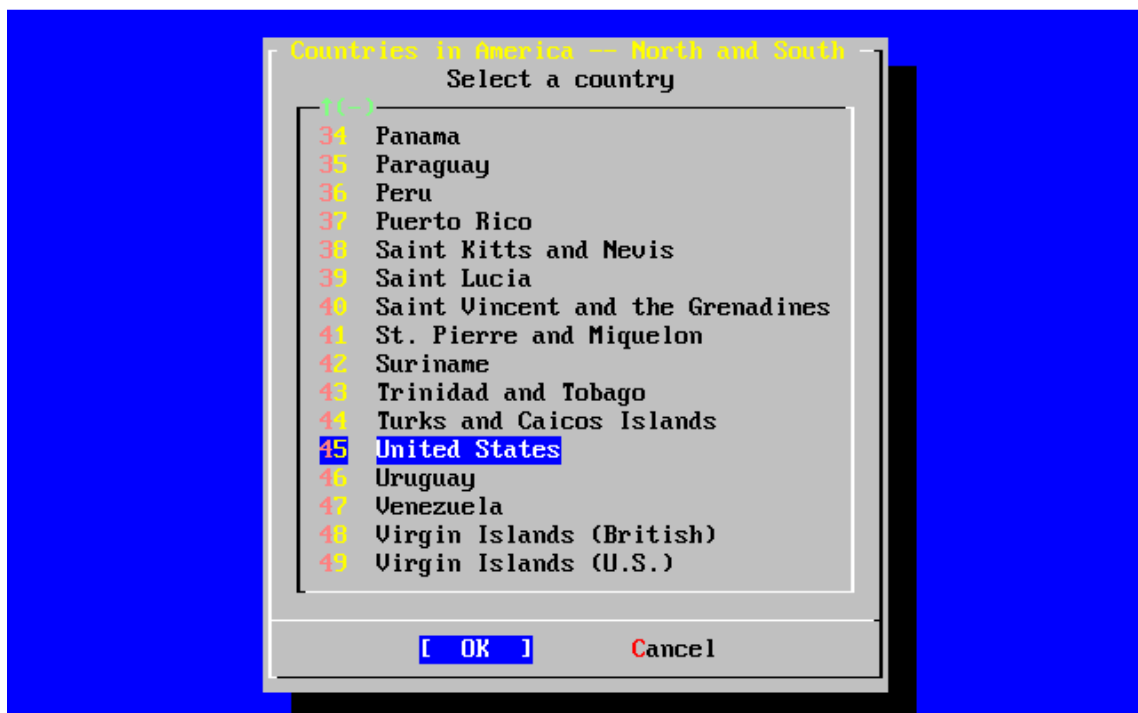 Countries in America -- North and South
Select a country
↑(-)
34 Panama
35 Paraguay
36 Peru
37 Puerto Rico
38 Saint Kitts and Nevis
39 Saint Lucia
40 Saint Vincent and the Grenadines
41 St. Pierre and Miquelon
42 Suriname
43 Trinidad and Tobago
44 Turks and Caicos Islands
45 United States
46 Uruguay
47 Venezuela
48 Virgin Islands (British)
49 Virgin Islands (U.S.)
[ OK ] Cancel